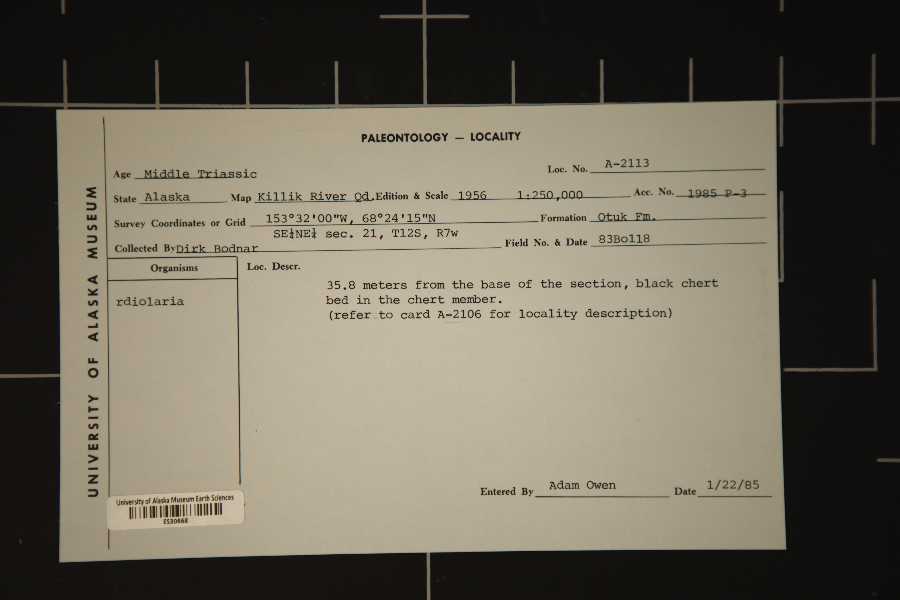 PALEONTOLOGY — LOCALITY
Age Middle Triassic Loc. No. A-2113
State Alaska Map Killik River Qd. Edition & Scale 1956 1:250,000 Acc. No. 1985 P-3
Survey Coordinates or Grid 153°32'00"W, 68°24'15"N Formation Otuk Fm.
SE¼NE¼ sec. 21, T12S, R7w
Collected By Dirk Bodnar Field No. & Date 83Bo118
Organisms Loc. Descr.
rdiolaria
35.8 meters from the base of the section, black chert
bed in the chert member.
(refer to card A-2106 for locality description)
Entered By Adam Owen Date 1/22/85
UNIVERSITY OF ALASKA MUSEUM
University of Alaska Museum Earth Sciences
ES30668